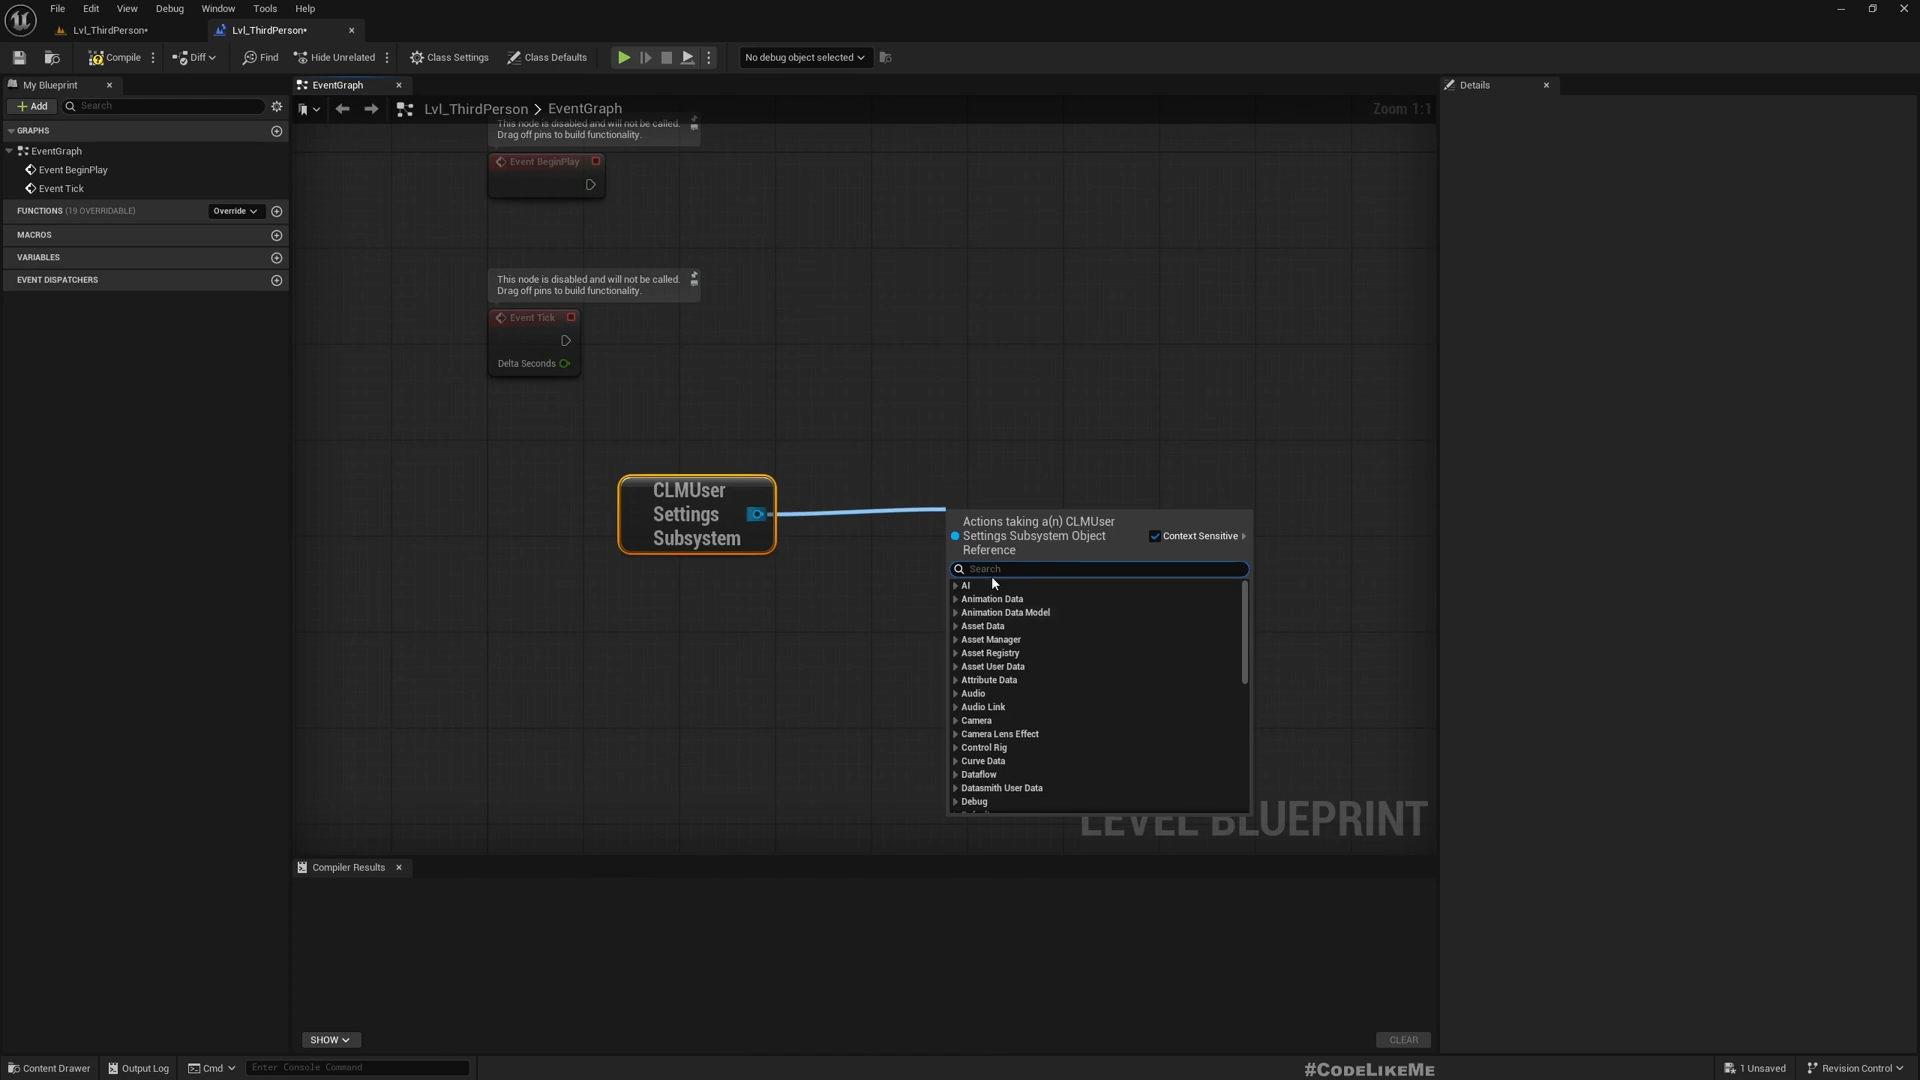 File Edit View Debug Window Tools Help
Lvl_ThirdPerson* Lvl_ThirdPerson*
Compile Diff Find Hide Unrelated Class Settings Class Defaults No debug object selected
My Blueprint
Add Search
GRAPHS
EventGraph
Event BeginPlay
Event Tick
FUNCTIONS (19 OVERRIDABLE) Override
MACROS
VARIABLES
EVENT DISPATCHERS
EventGraph
Lvl_ThirdPerson > EventGraph Zoom 1:1
This node is disabled and will not be called.
Drag off pins to build functionality.
Event BeginPlay
This node is disabled and will not be called.
Drag off pins to build functionality.
Event Tick
Delta Seconds
CLMUser
Settings
Subsystem
Actions taking a(n) CLMUser
Settings Subsystem Object
Reference
Context Sensitive
Search
AI
Animation Data
Animation Data Model
Asset Data
Asset Manager
Asset Registry
Asset User Data
Attribute Data
Audio
Audio Link
Camera
Camera Lens Effect
Control Rig
Curve Data
Dataflow
Datasmith User Data
Debug
LEVEL BLUEPRINT
Details
Compiler Results
SHOW CLEAR
Content Drawer Output Log Cmd Enter Console Command #CODELIKEME 1 Unsaved Revision Control